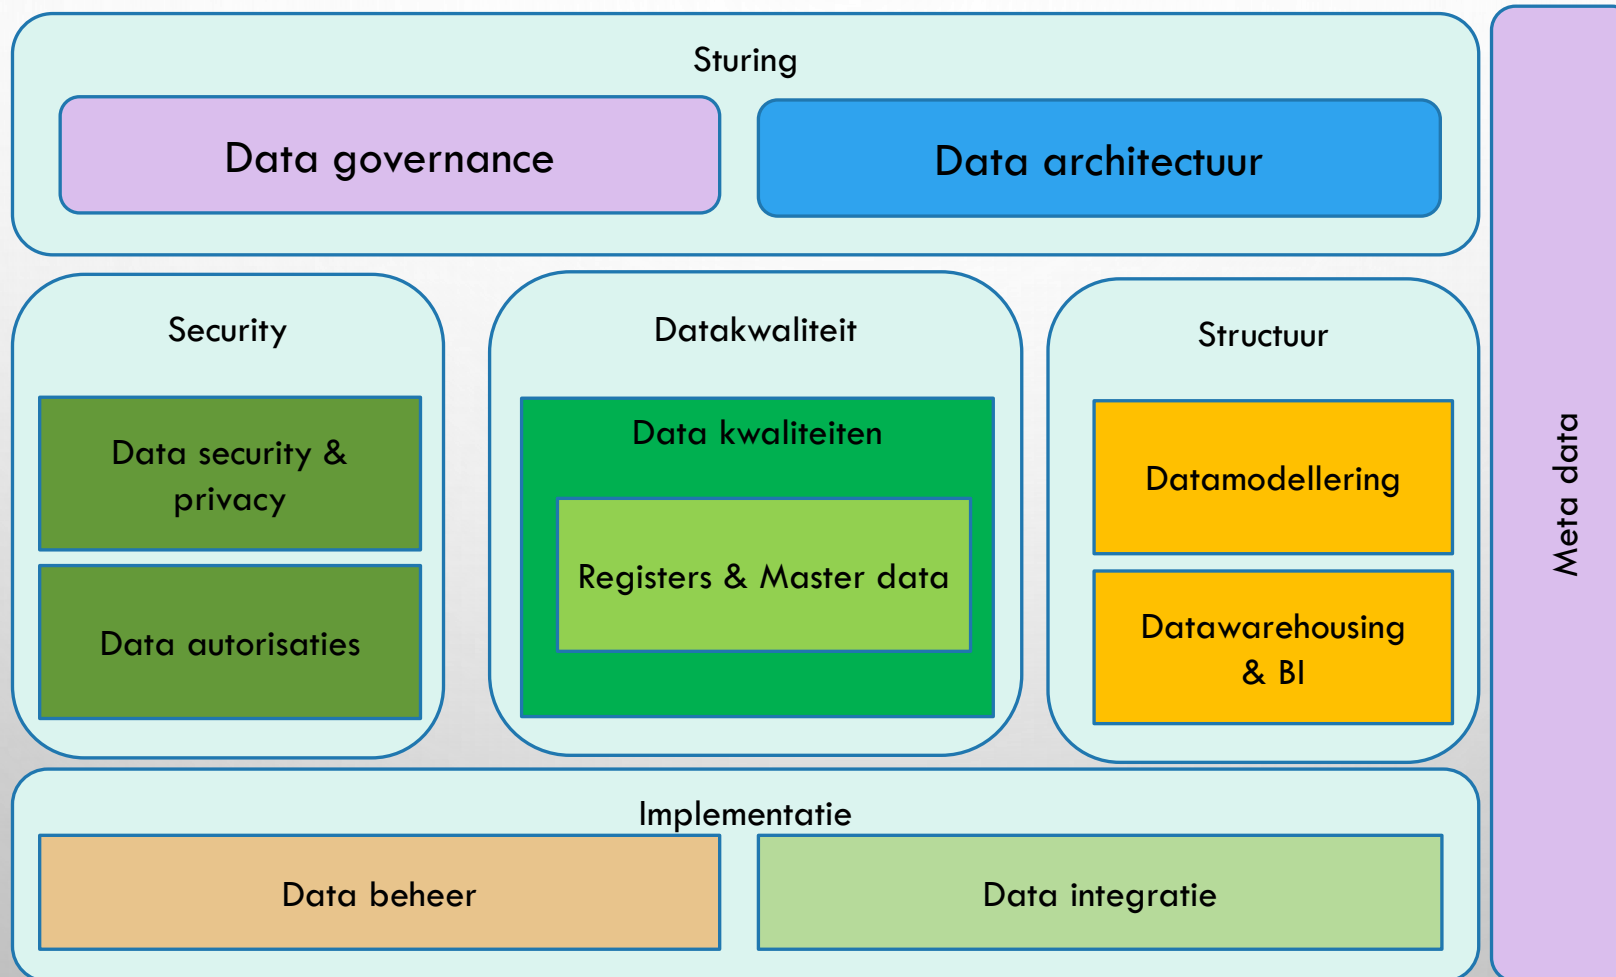 Sturing
Data governance
Data architectuur
Security
Data security &
privacy
Data autorisaties
Datakwaliteit
Data kwaliteiten
Registers & Master data
Structuur
Datamodellering
Datawarehousing
& BI
Implementatie
Data beheer
Data integratie
Meta data